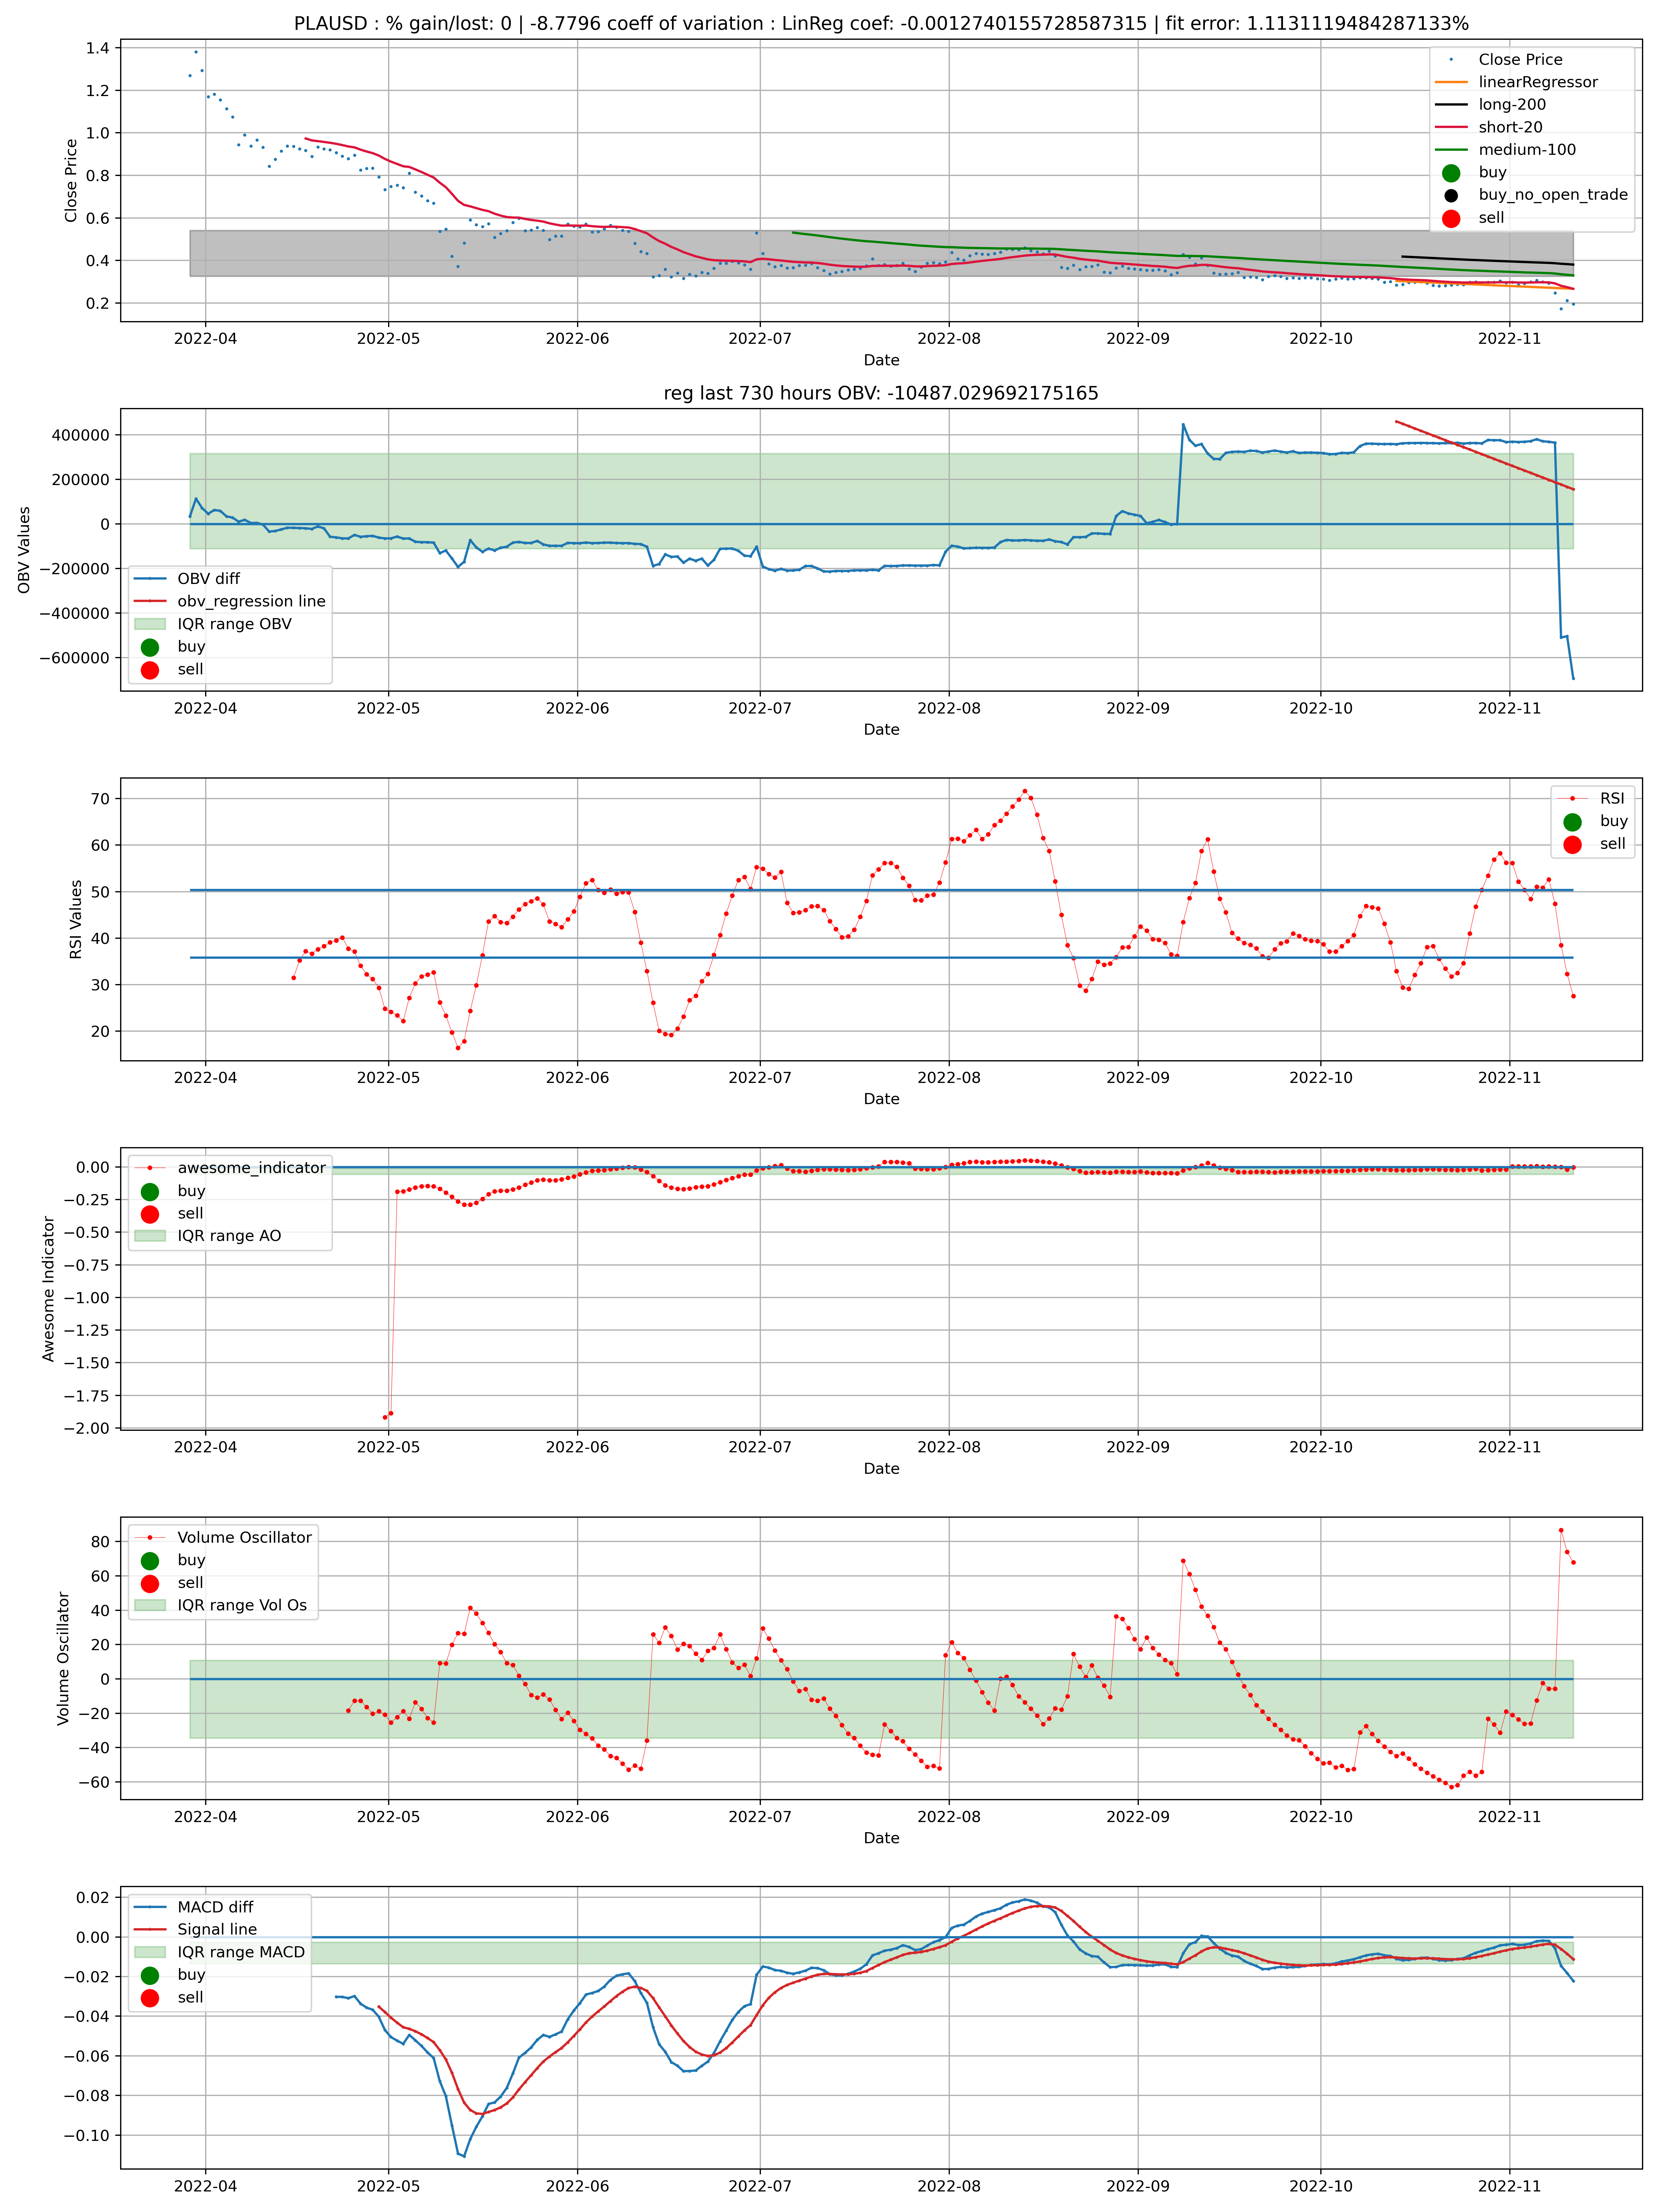 PLAUSD : % gain/lost: 0 | -8.7796 coeff of variation : LinReg coef: -0.0012740155728587315 | fit error: 1.1131119484287133%
1.4
1.2
1.0
0.8
0.6
0.4
0.2
Close Price
Close Price
linearRegressor
long-200
short-20
medium-100
buy
buy_no_open_trade
sell
2022-04 2022-05 2022-06 2022-07 2022-08 2022-09 2022-10 2022-11
Date
reg last 730 hours OBV: -10487.029692175165
400000
200000
0
−200000
−400000
−600000
OBV Values
OBV diff
obv_regression line
IQR range OBV
buy
sell
2022-04 2022-05 2022-06 2022-07 2022-08 2022-09 2022-10 2022-11
Date
70
60
50
40
30
20
RSI Values
RSI
buy
sell
2022-04 2022-05 2022-06 2022-07 2022-08 2022-09 2022-10 2022-11
Date
0.00
−0.25
−0.50
−0.75
−1.00
−1.25
−1.50
−1.75
−2.00
Awesome Indicator
awesome_indicator
buy
sell
IQR range AO
2022-04 2022-05 2022-06 2022-07 2022-08 2022-09 2022-10 2022-11
Date
80
60
40
20
0
−20
−40
−60
Volume Oscillator
Volume Oscillator
buy
sell
IQR range Vol Os
2022-04 2022-05 2022-06 2022-07 2022-08 2022-09 2022-10 2022-11
Date
0.02
0.00
−0.02
−0.04
−0.06
−0.08
−0.10
MACD diff
Signal line
IQR range MACD
buy
sell
2022-04 2022-05 2022-06 2022-07 2022-08 2022-09 2022-10 2022-11